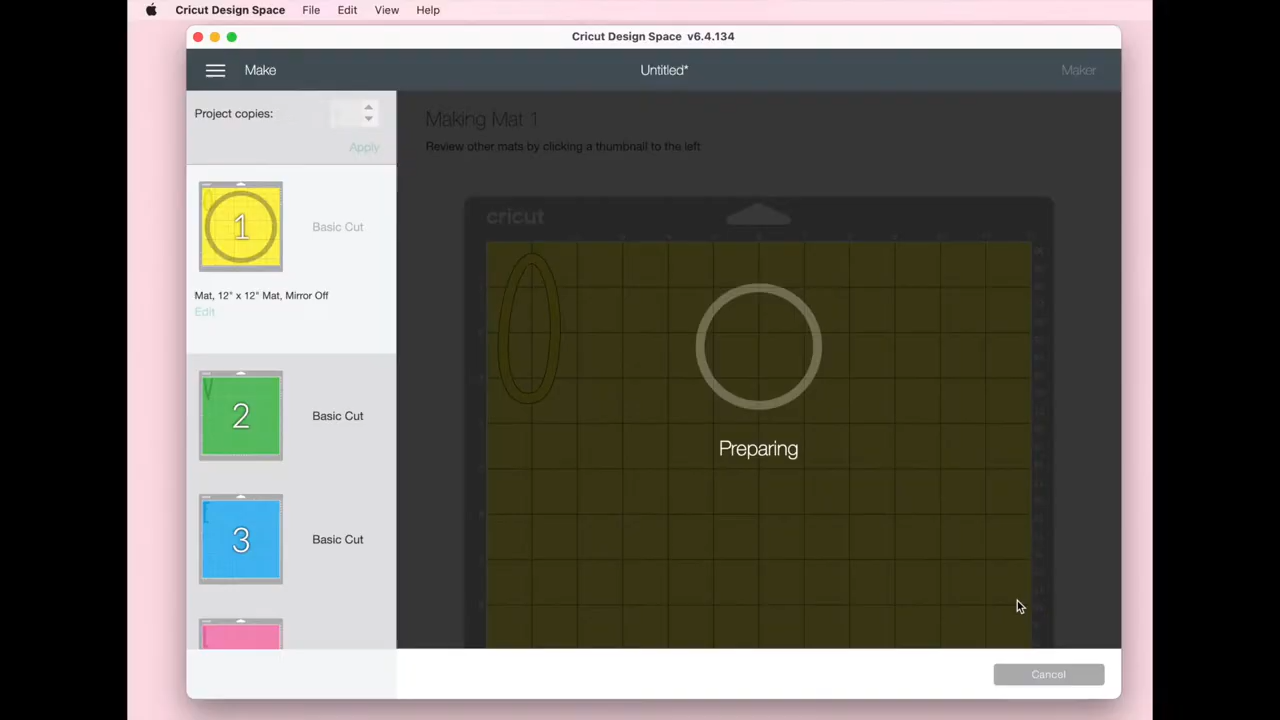 Cricut Design Space File Edit View Help
Cricut Design Space v6.4.134
Make Untitled* Maker
Project copies:
Apply
Making Mat 1
Review other mats by clicking a thumbnail to the left
1 Basic Cut
Mat, 12" x 12" Mat, Mirror Off
Edit
cricut
Preparing
2 Basic Cut
3 Basic Cut
Cancel